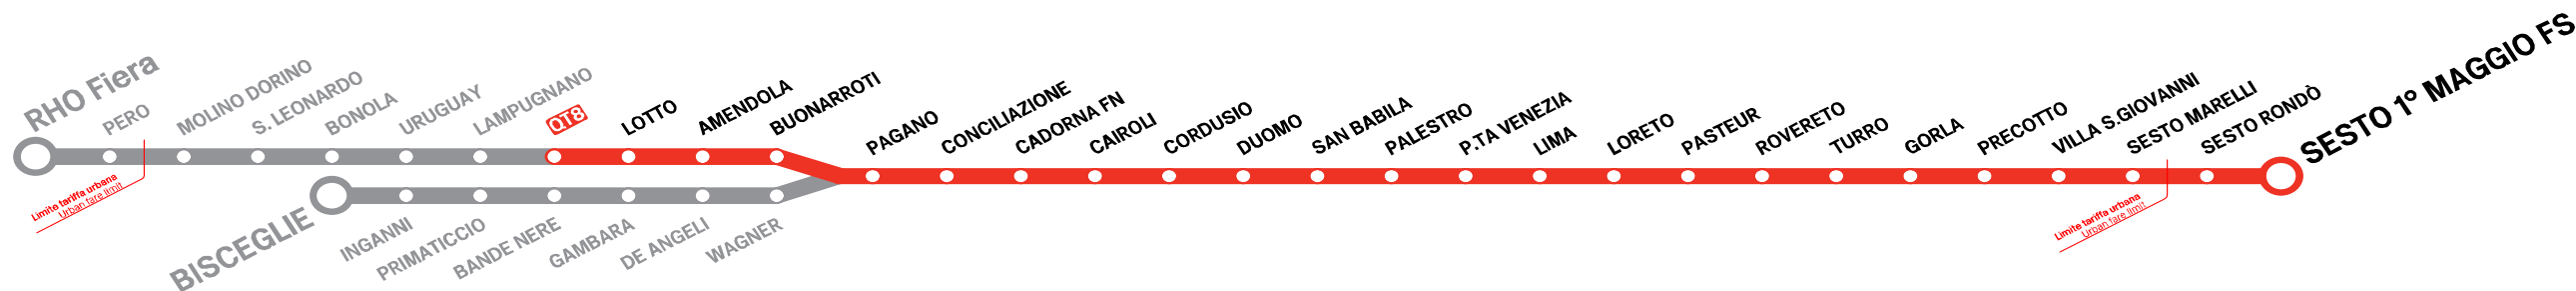 RHO Fiera
PERO
MOLINO DORINO
S. LEONARDO
BONOLA
URUGUAY
LAMPUGNANO
QT8
LOTTO
AMENDOLA
BUONARROTI
PAGANO
CONCILIAZIONE
CADORNA FN
CAIROLI
CORDUSIO
DUOMO
SAN BABILA
PALESTRO
P.TA VENEZIA
LIMA
LORETO
PASTEUR
ROVERETO
TURRO
GORLA
PRECOTTO
VILLA S.GIOVANNI
SESTO MARELLI
SESTO RONDÒ
SESTO 1° MAGGIO FS
Limite tariffa urbana
Urban fare limit
BISCEGLIE
INGANNI
PRIMATICCIO
BANDE NERE
GAMBARA
DE ANGELI
WAGNER
Limite tariffa urbana
Urban fare limit